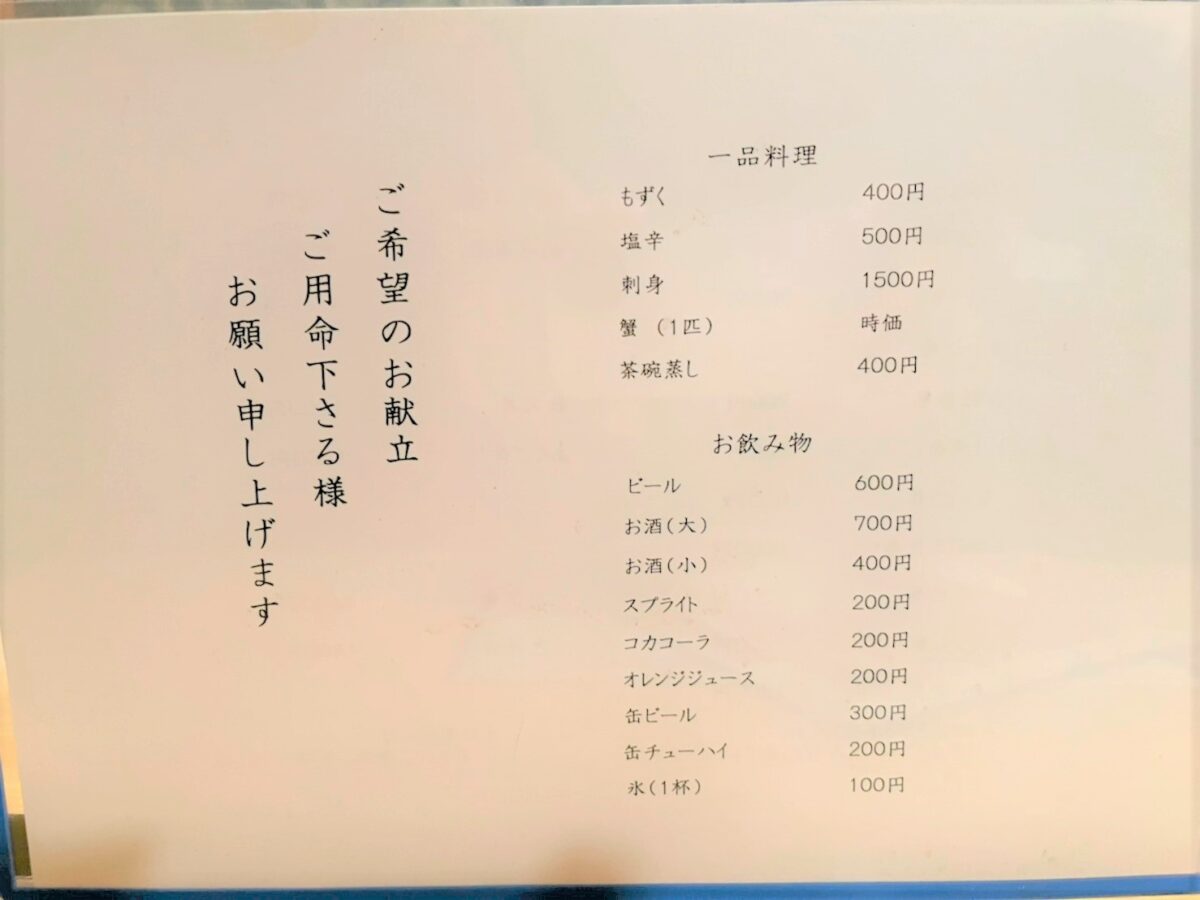 一品料理
もずく 400円
塩辛 500円
刺身 1500円
蟹 (1匹) 時価
茶碗蒸し 400円
お飲み物
ビール 600円
お酒(大) 700円
お酒(小) 400円
スプライト 200円
コカコーラ 200円
オレンジジュース 200円
缶ビール 300円
缶チューハイ 200円
氷(1杯) 100円
ご希望のお献立
ご用命下さる様
お願い申し上げます